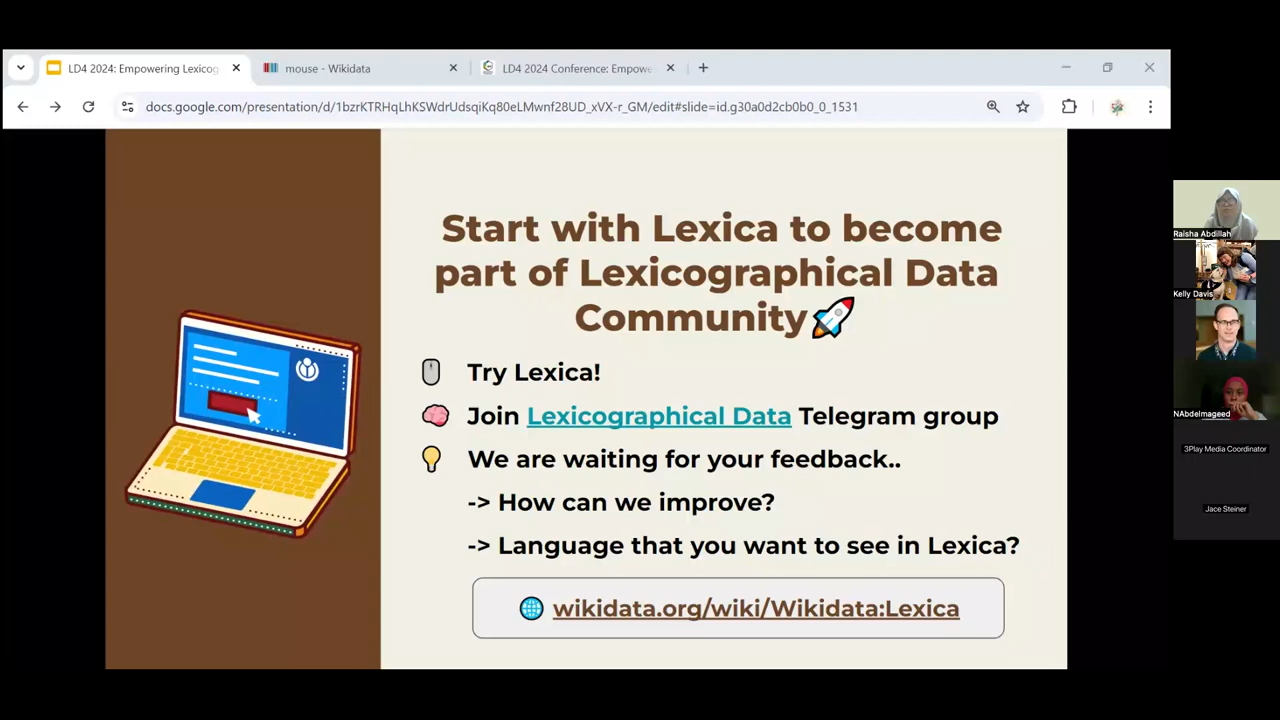 LD4 2024: Empowering Lexicog
mouse - Wikidata
LD4 2024 Conference: Empowe
docs.google.com/presentation/d/1bzrKTRHqLhKSWdrUdsqiKq80eLMwnf28UD_xVX-r_GM/edit#slide=id.g30a0d2cb0b0_0_1531
Start with Lexica to become
part of Lexicographical Data
Community
Try Lexica!
Join Lexicographical Data Telegram group
We are waiting for your feedback..
-> How can we improve?
-> Language that you want to see in Lexica?
wikidata.org/wiki/Wikidata:Lexica
Raisha Abdillah
Kelly Davis
NAbdelmageed
3Play Media Coordinator
Jace Steiner